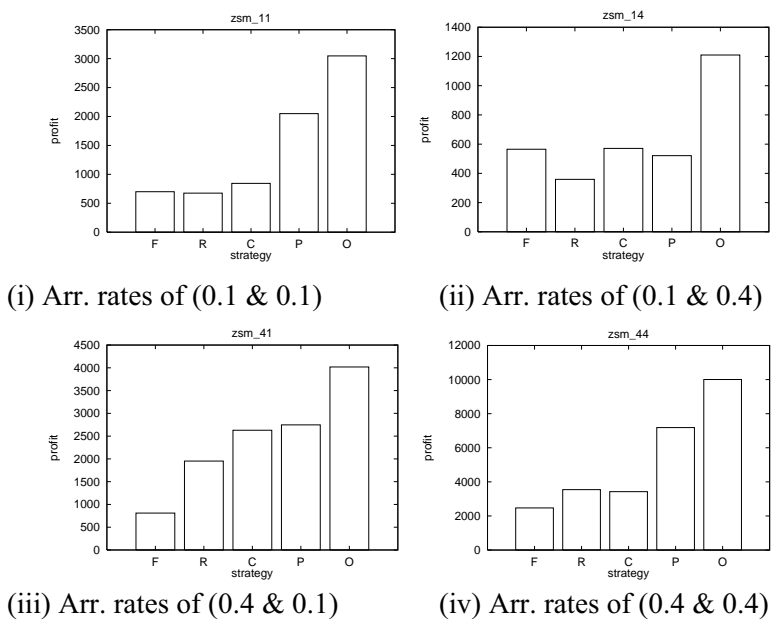 zsm_11
3500
3000
2500
2000
1500
1000
500
0
profit
F R C P O
strategy
(i) Arr. rates of (0.1 & 0.1)
zsm_14
1400
1200
1000
800
600
400
200
0
profit
F R C P O
strategy
(ii) Arr. rates of (0.1 & 0.4)
zsm_41
4500
4000
3500
3000
2500
2000
1500
1000
500
0
profit
F R C P O
strategy
(iii) Arr. rates of (0.4 & 0.1)
zsm_44
12000
10000
8000
6000
4000
2000
0
profit
F R C P O
strategy
(iv) Arr. rates of (0.4 & 0.4)